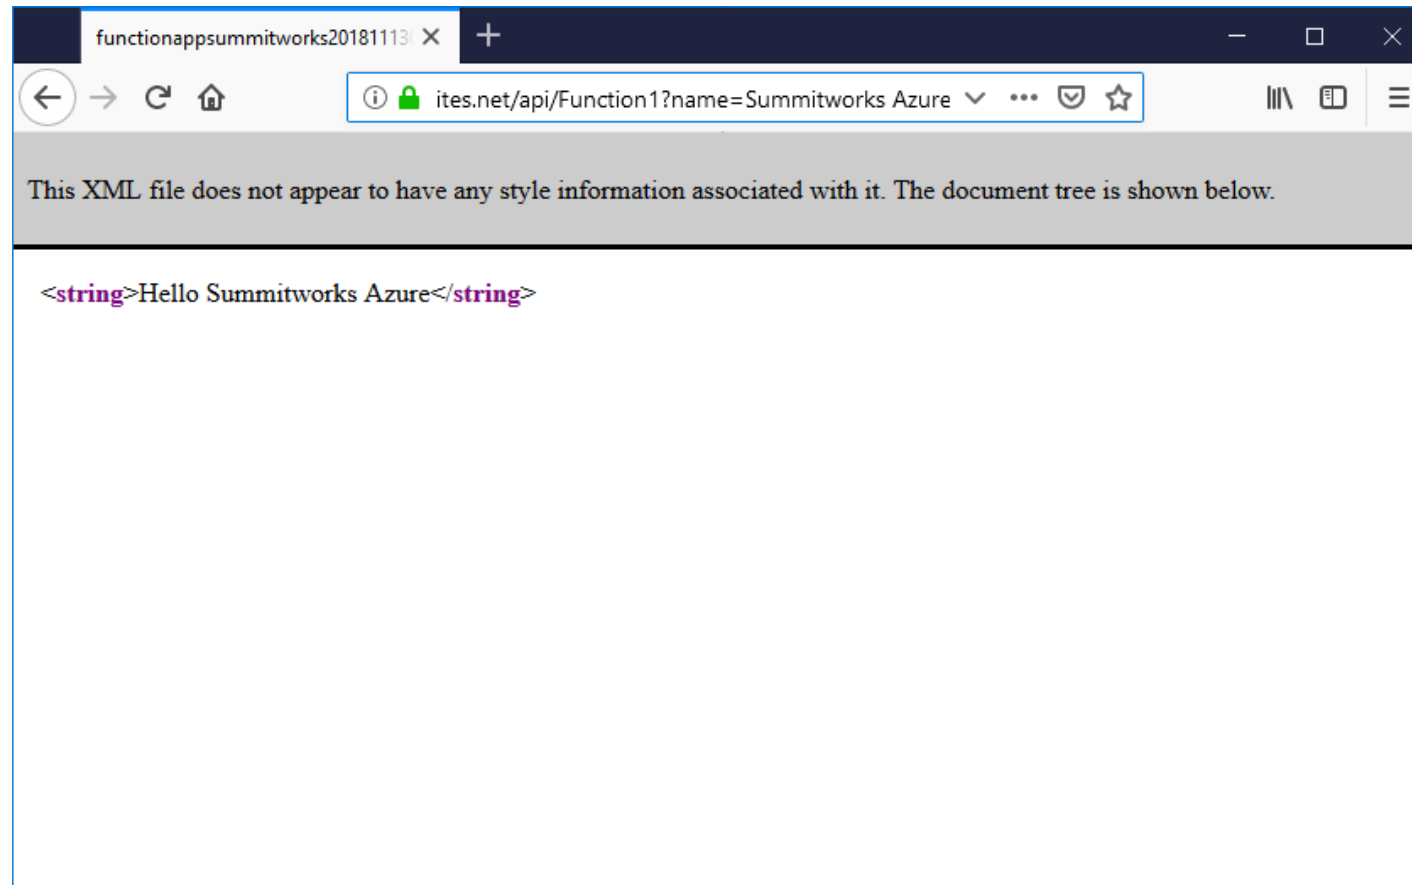 functionappsummitworks20181113
ites.net/api/Function1?name=Summitworks Azure
This XML file does not appear to have any style information associated with it. The document tree is shown below.
<string>Hello Summitworks Azure</string>